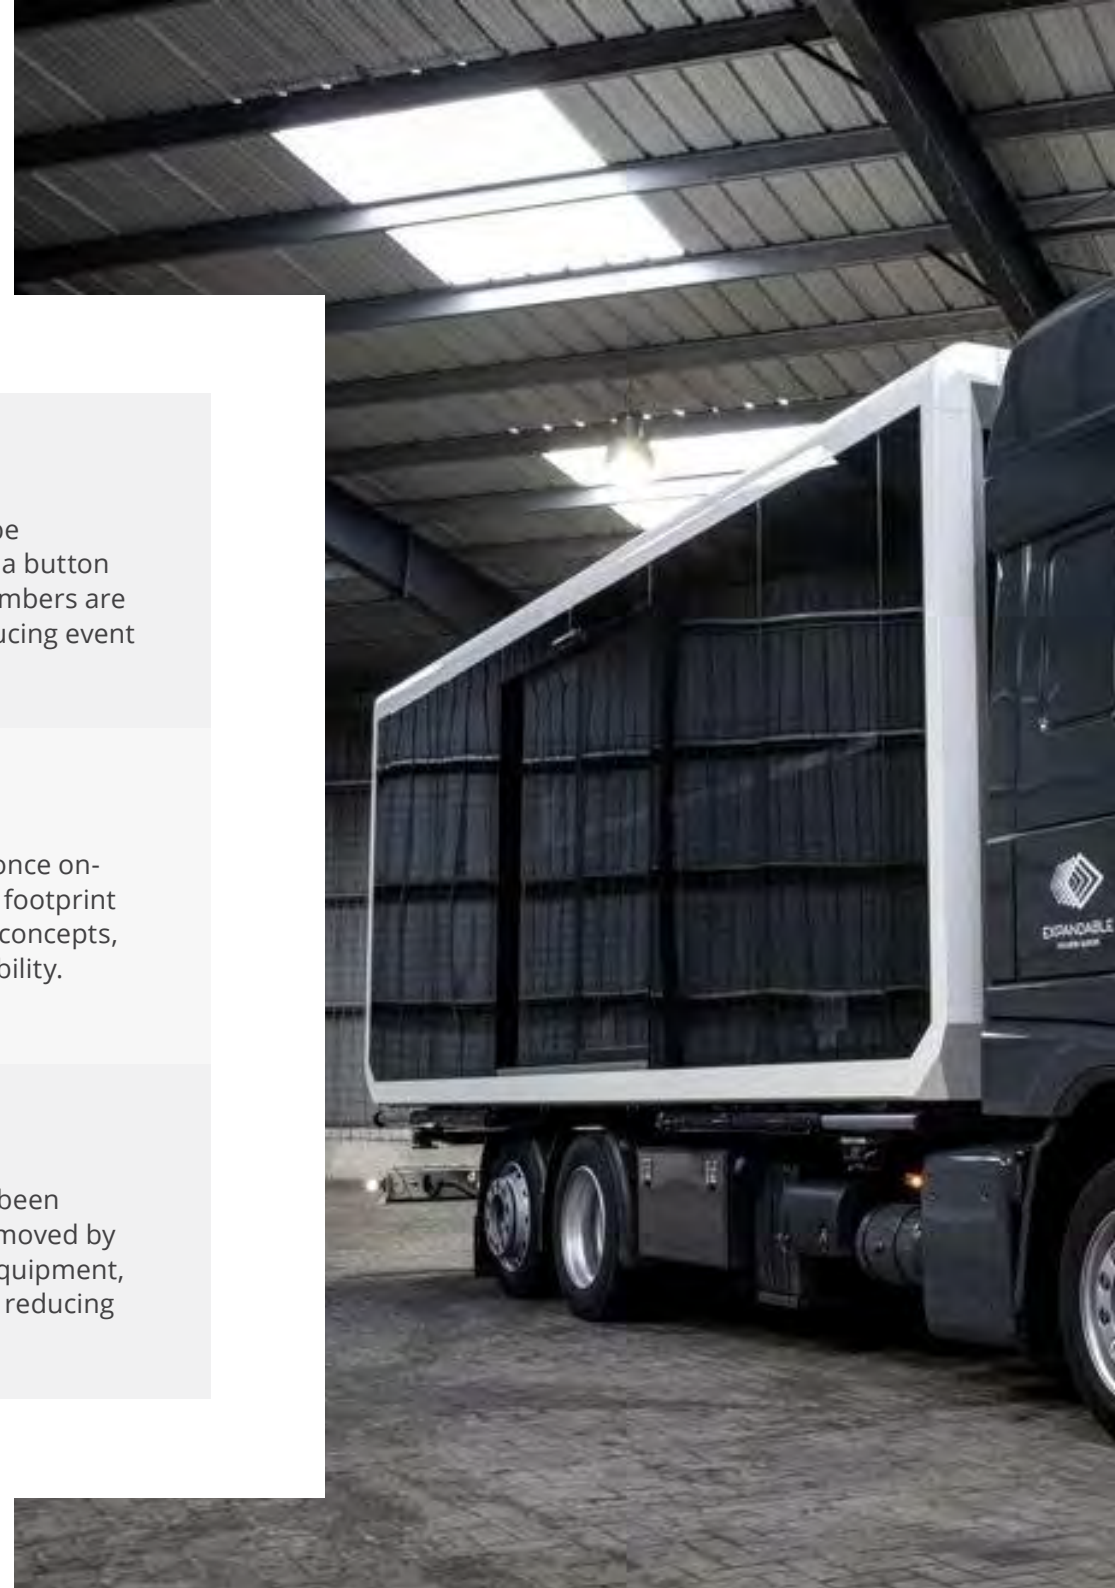 be
a button
mbers are
ucing event
once on-
footprint
concepts,
bility.
been
moved by
quipment,
reducing
EXPANDABLE